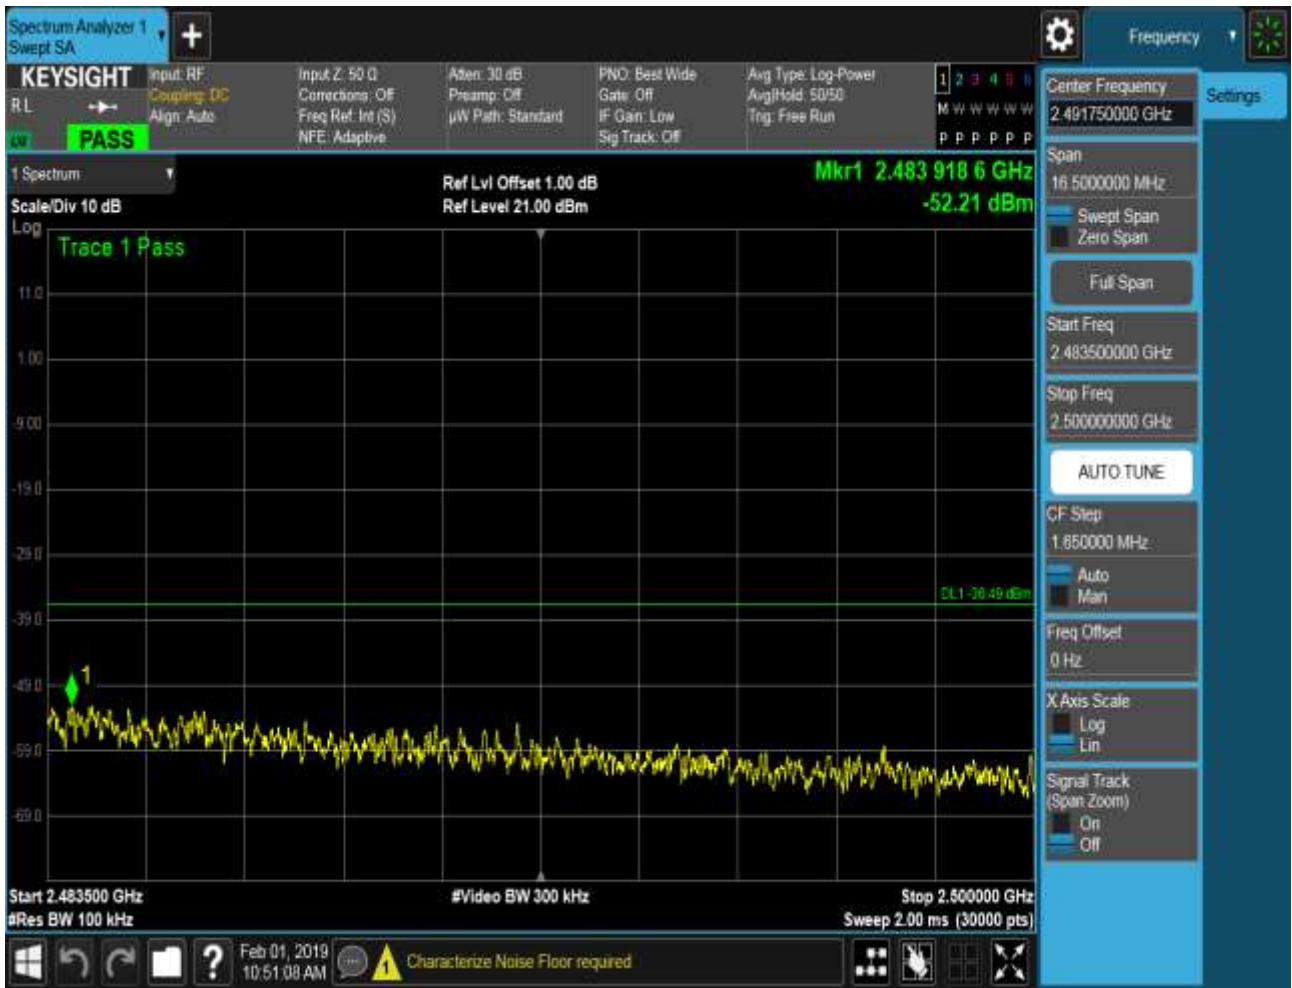 Spectrum Analyzer 1
Swept SA
+
Frequency
KEYSIGHT
R L
PASS
Input: RF
Coupling: DC
Align: Auto
Input Z: 50 Ω
Corrections: Off
Freq Ref: Int (S)
NFE: Adaptive
Atten: 30 dB
Preamp: Off
µW Path: Standard
PNO: Best Wide
Gate: Off
IF Gain: Low
Sig Track: Off
Avg Type: Log-Power
Avg|Hold: 50/50
Trig: Free Run
1 2 3 4 5 6
M W W W W W
P P P P P P
Settings
Center Frequency
2.491750000 GHz
Span
16.5000000 MHz
Swept Span
Zero Span
Full Span
Start Freq
2.483500000 GHz
Stop Freq
2.500000000 GHz
AUTO TUNE
CF Step
1.650000 MHz
Auto
Man
Freq Offset
0 Hz
X Axis Scale
Log
Lin
Signal Track
(Span Zoom)
On
Off
1 Spectrum
Scale/Div 10 dB
Log
Ref Lvl Offset 1.00 dB
Ref Level 21.00 dBm
Mkr1 2.483 918 6 GHz
-52.21 dBm
Trace 1 Pass
11.0
1.00
-9.00
-19.0
-29.0
DL1 -36.49 dBm
-39.0
1
-49.0
-59.0
-69.0
Start 2.483500 GHz
#Res BW 100 kHz
#Video BW 300 kHz
Stop 2.500000 GHz
Sweep 2.00 ms (30000 pts)
?
Feb 01, 2019
10:51:08 AM
1
Characterize Noise Floor required